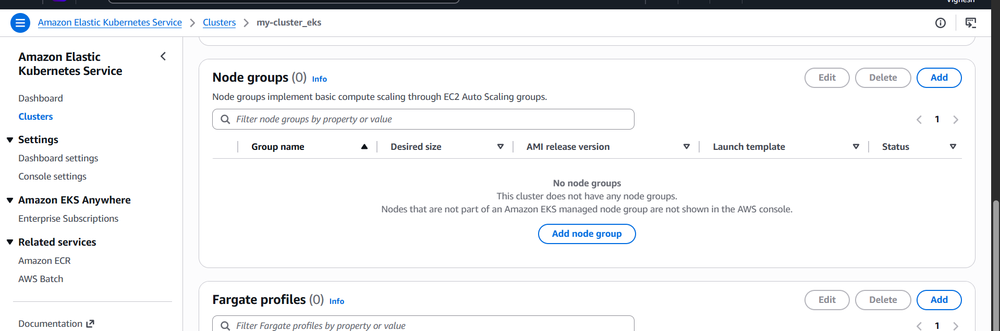 Vignesh
Amazon Elastic Kubernetes Service > Clusters > my-cluster_eks
Amazon Elastic
Kubernetes Service
Dashboard
Clusters
Settings
Dashboard settings
Console settings
Amazon EKS Anywhere
Enterprise Subscriptions
Related services
Amazon ECR
AWS Batch
Documentation
Node groups (0) Info
Edit
Delete
Add
Node groups implement basic compute scaling through EC2 Auto Scaling groups.
Filter node groups by property or value
1
Group name
Desired size
AMI release version
Launch template
Status
No node groups
This cluster does not have any node groups.
Nodes that are not part of an Amazon EKS managed node group are not shown in the AWS console.
Add node group
Fargate profiles (0) Info
Edit
Delete
Add
Filter Fargate profiles by property or value
1